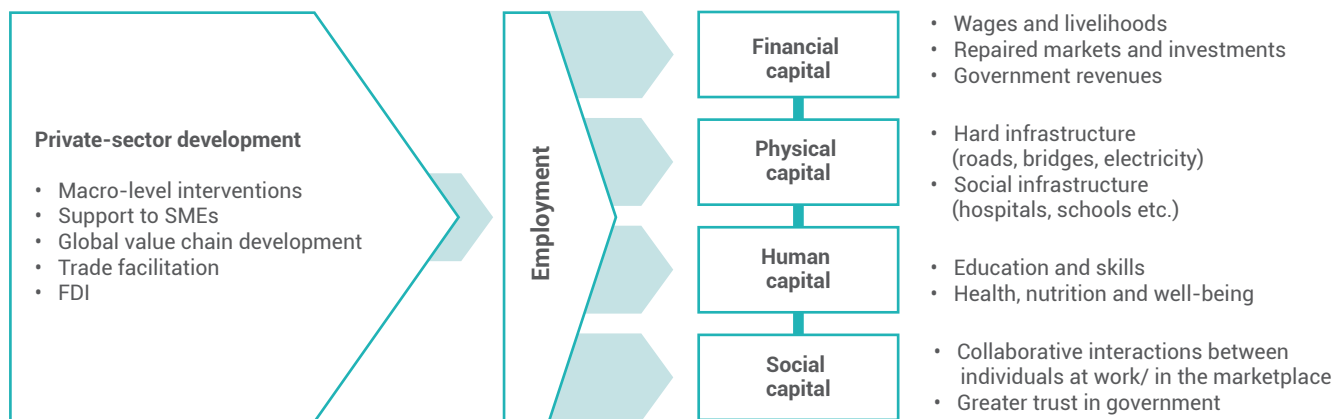 Private-sector development
• Macro-level interventions
• Support to SMEs
• Global value chain development
• Trade facilitation
• FDI
Employment
Financial
capital
• Wages and livelihoods
• Repaired markets and investments
• Government revenues
Physical
capital
• Hard infrastructure
(roads, bridges, electricity)
• Social infrastructure
(hospitals, schools etc.)
Human
capital
• Education and skills
• Health, nutrition and well-being
Social
capital
• Collaborative interactions between
individuals at work/ in the marketplace
• Greater trust in government